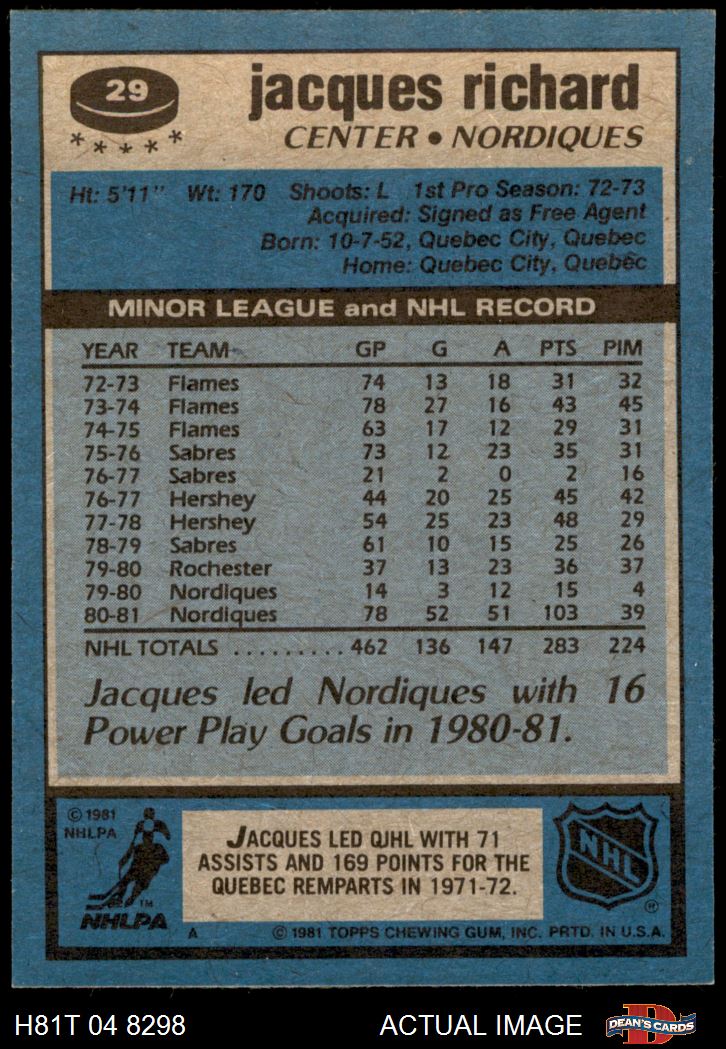 29
jacques richard
CENTER • NORDIQUES
Ht: 5'11" Wt: 170 Shoots: L 1st Pro Season: 72-73
Acquired: Signed as Free Agent
Born: 10-7-52, Quebec City, Quebec
Home: Quebec City, Quebec
MINOR LEAGUE and NHL RECORD
YEAR TEAM GP G A PTS PIM
72-73 Flames 74 13 18 31 32
73-74 Flames 78 27 16 43 45
74-75 Flames 63 17 12 29 31
75-76 Sabres 73 12 23 35 31
76-77 Sabres 21 2 0 2 16
76-77 Hershey 44 20 25 45 42
77-78 Hershey 54 25 23 48 29
78-79 Sabres 61 10 15 25 26
79-80 Rochester 37 13 23 36 37
79-80 Nordiques 14 3 12 15 4
80-81 Nordiques 78 52 51 103 39
NHL TOTALS ......... 462 136 147 283 224
Jacques led Nordiques with 16
Power Play Goals in 1980-81.
© 1981
NHLPA
TM
NHLPA
JACQUES LED QJHL WITH 71
ASSISTS AND 169 POINTS FOR THE
QUEBEC REMPARTS IN 1971-72.
NHL
®
A © 1981 TOPPS CHEWING GUM, INC. PRTD. IN U.S.A.
H81T 04 8298 ACTUAL IMAGE
D
DEAN'S CARDS